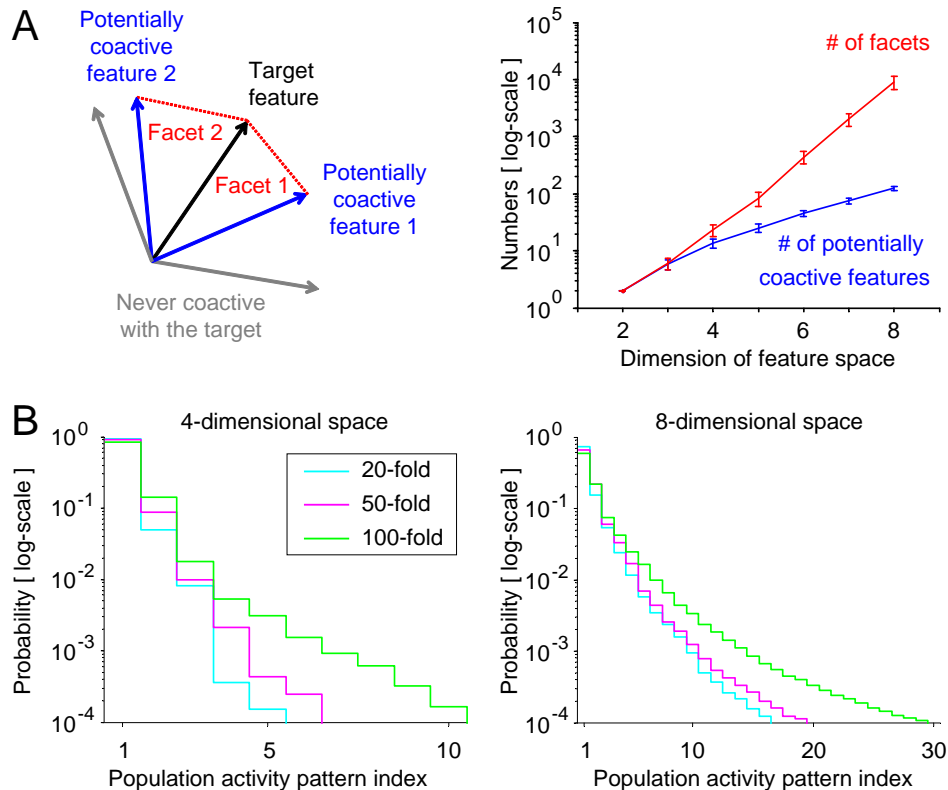 A
Potentially
coactive
feature 2
Target
feature
Facet 2
Facet 1
Potentially
coactive
feature 1
Never coactive
with the target
Numbers [ log-scale ]
10^5
10^4
10^3
10^2
10^1
10^0
# of facets
# of potentially
coactive features
2 4 6 8
Dimension of feature space
B
4-dimensional space
Probability [ log-scale ]
10^0
10^-1
10^-2
10^-3
10^-4
20-fold
50-fold
100-fold
1 5 10
Population activity pattern index
8-dimensional space
Probability [ log-scale ]
10^0
10^-1
10^-2
10^-3
10^-4
1 10 20 30
Population activity pattern index